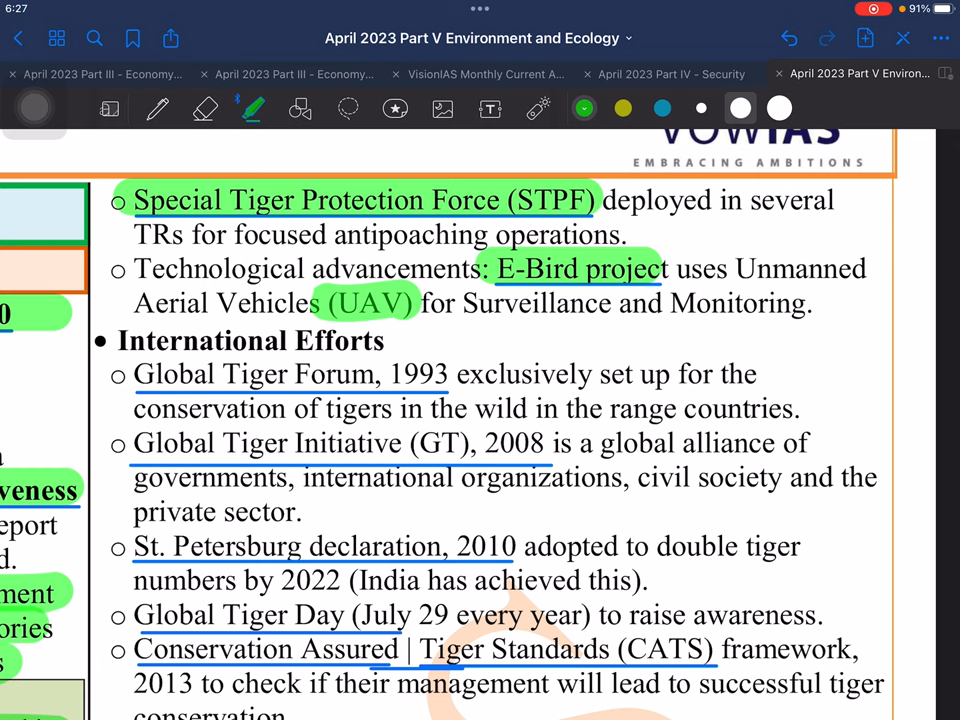 6:27
91%
April 2023 Part V Environment and Ecology
April 2023 Part III - Economy...
April 2023 Part III - Economy...
VisionIAS Monthly Current A...
April 2023 Part IV - Security
April 2023 Part V Environ...
VOWIAS
EMBRACING AMBITIONS
0
veness
eport
d.
ment
ories
s
Special Tiger Protection Force (STPF) deployed in several
TRs for focused antipoaching operations.
Technological advancements: E-Bird project uses Unmanned
Aerial Vehicles (UAV) for Surveillance and Monitoring.
International Efforts
Global Tiger Forum, 1993 exclusively set up for the
conservation of tigers in the wild in the range countries.
Global Tiger Initiative (GT), 2008 is a global alliance of
governments, international organizations, civil society and the
private sector.
St. Petersburg declaration, 2010 adopted to double tiger
numbers by 2022 (India has achieved this).
Global Tiger Day (July 29 every year) to raise awareness.
Conservation Assured | Tiger Standards (CATS) framework,
2013 to check if their management will lead to successful tiger
conservation.